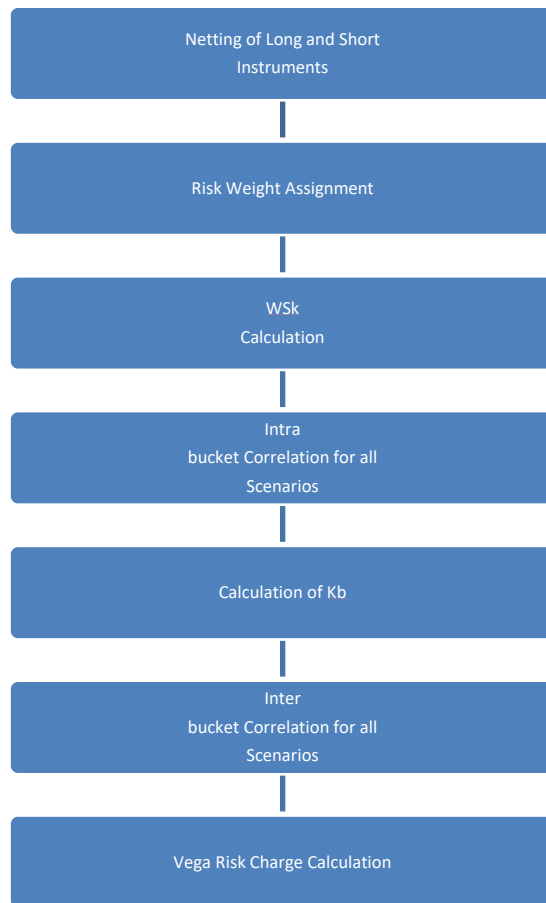 Netting of Long and Short
Instruments
Risk Weight Assignment
WSk
Calculation
Intra
bucket Correlation for all
Scenarios
Calculation of Kb
Inter
bucket Correlation for all
Scenarios
Vega Risk Charge Calculation